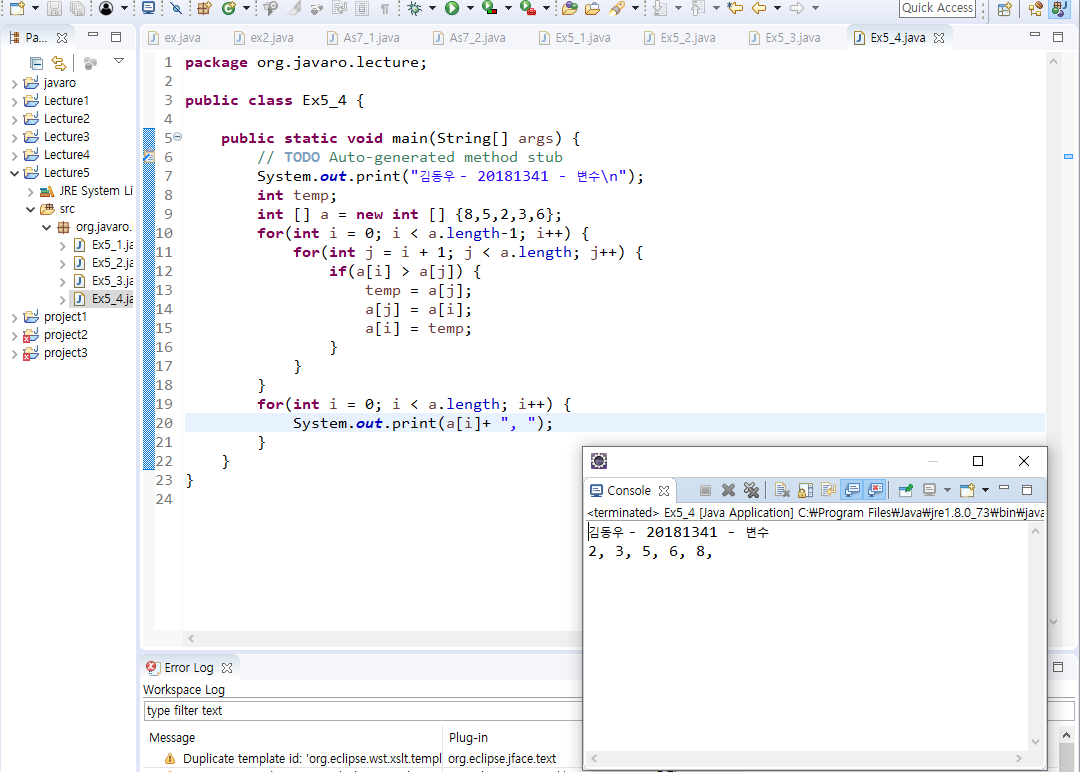 Quick Access
Pa...
ex.java
ex2.java
As7_1.java
As7_2.java
Ex5_1.java
Ex5_2.java
Ex5_3.java
Ex5_4.java
javaro
Lecture1
Lecture2
Lecture3
Lecture4
Lecture5
JRE System Li
src
org.javaro.
Ex5_1.ja
Ex5_2.ja
Ex5_3.ja
Ex5_4.ja
project1
project2
project3
1 package org.javaro.lecture;
2
3 public class Ex5_4 {
4
5 public static void main(String[] args) {
6 // TODO Auto-generated method stub
7 System.out.print("김동우 - 20181341 - 변수\n");
8 int temp;
9 int [] a = new int [] {8,5,2,3,6};
10 for(int i = 0; i < a.length-1; i++) {
11 for(int j = i + 1; j < a.length; j++) {
12 if(a[i] > a[j]) {
13 temp = a[j];
14 a[j] = a[i];
15 a[i] = temp;
16 }
17 }
18 }
19 for(int i = 0; i < a.length; i++) {
20 System.out.print(a[i]+ ", ");
21 }
22 }
23 }
24
Console
<terminated> Ex5_4 [Java Application] C:₩Program Files₩Java₩jre1.8.0_73₩bin₩java
김동우 - 20181341 - 변수
2, 3, 5, 6, 8,
Error Log
Workspace Log
type filter text
Message
Plug-in
Duplicate template id: 'org.eclipse.wst.xslt.templ
org.eclipse.jface.text